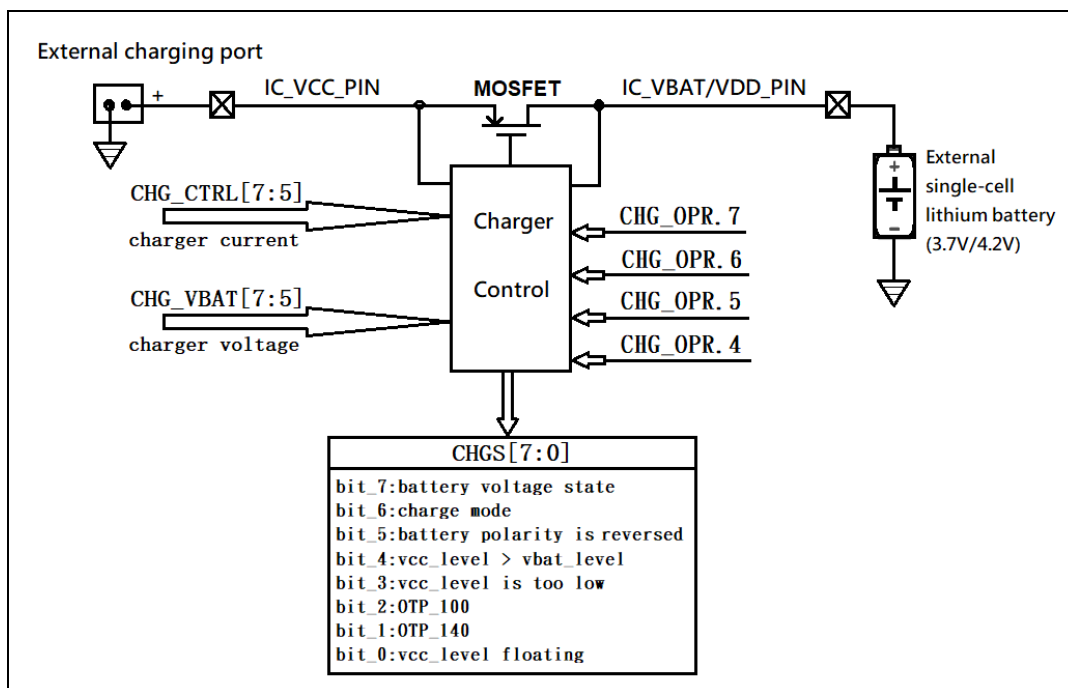 External charging port
+
IC_VCC_PIN
MOSFET
IC_VBAT/VDD_PIN
CHG_CTRL[7:5]
charger current
CHG_VBAT[7:5]
charger voltage
Charger
Control
CHG_OPR.7
CHG_OPR.6
CHG_OPR.5
CHG_OPR.4
+
−
External
single-cell
lithium battery
(3.7V/4.2V)
CHGS[7:0]
bit_7:battery voltage state
bit_6:charge mode
bit_5:battery polarity is reversed
bit_4:vcc_level > vbat_level
bit_3:vcc_level is too low
bit_2:OTP_100
bit_1:OTP_140
bit_0:vcc_level floating